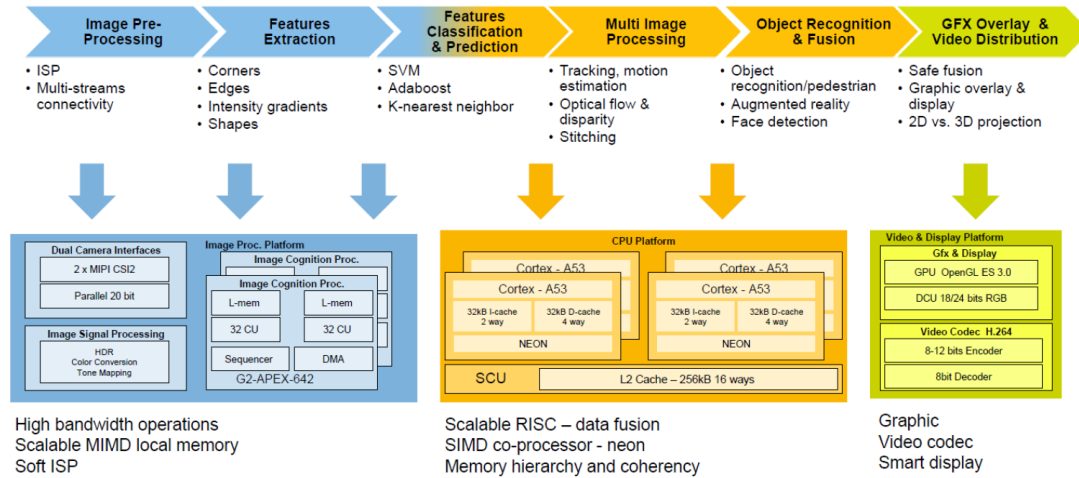 Image Pre-
Processing
Features
Extraction
Features
Classification
& Prediction
Multi Image
Processing
Object Recognition
& Fusion
GFX Overlay &
Video Distribution
• ISP
• Multi-streams
connectivity
• Corners
• Edges
• Intensity gradients
• Shapes
• SVM
• Adaboost
• K-nearest neighbor
• Tracking, motion
estimation
• Optical flow &
disparity
• Stitching
• Object
recognition/pedestrian
• Augmented reality
• Face detection
• Safe fusion
• Graphic overlay &
display
• 2D vs. 3D projection
Dual Camera Interfaces
2 x MIPI CSI2
Parallel 20 bit
Image Signal Processing
HDR
Color Conversion
Tone Mapping
Image Proc. Platform
Image Cognition Proc.
Image Cognition Proc.
L-mem
L-mem
32 CU
32 CU
Sequencer
DMA
G2-APEX-642
CPU Platform
Cortex - A53
Cortex - A53
Cortex - A53
Cortex - A53
32kB I-cache
2 way
32kB D-cache
4 way
32kB I-cache
2 way
32kB D-cache
4 way
NEON
NEON
SCU
L2 Cache – 256kB 16 ways
Video & Display Platform
Gfx & Display
GPU OpenGL ES 3.0
DCU 18/24 bits RGB
Video Codec H.264
8-12 bits Encoder
8bit Decoder
High bandwidth operations
Scalable MIMD local memory
Soft ISP
Scalable RISC – data fusion
SIMD co-processor - neon
Memory hierarchy and coherency
Graphic
Video codec
Smart display